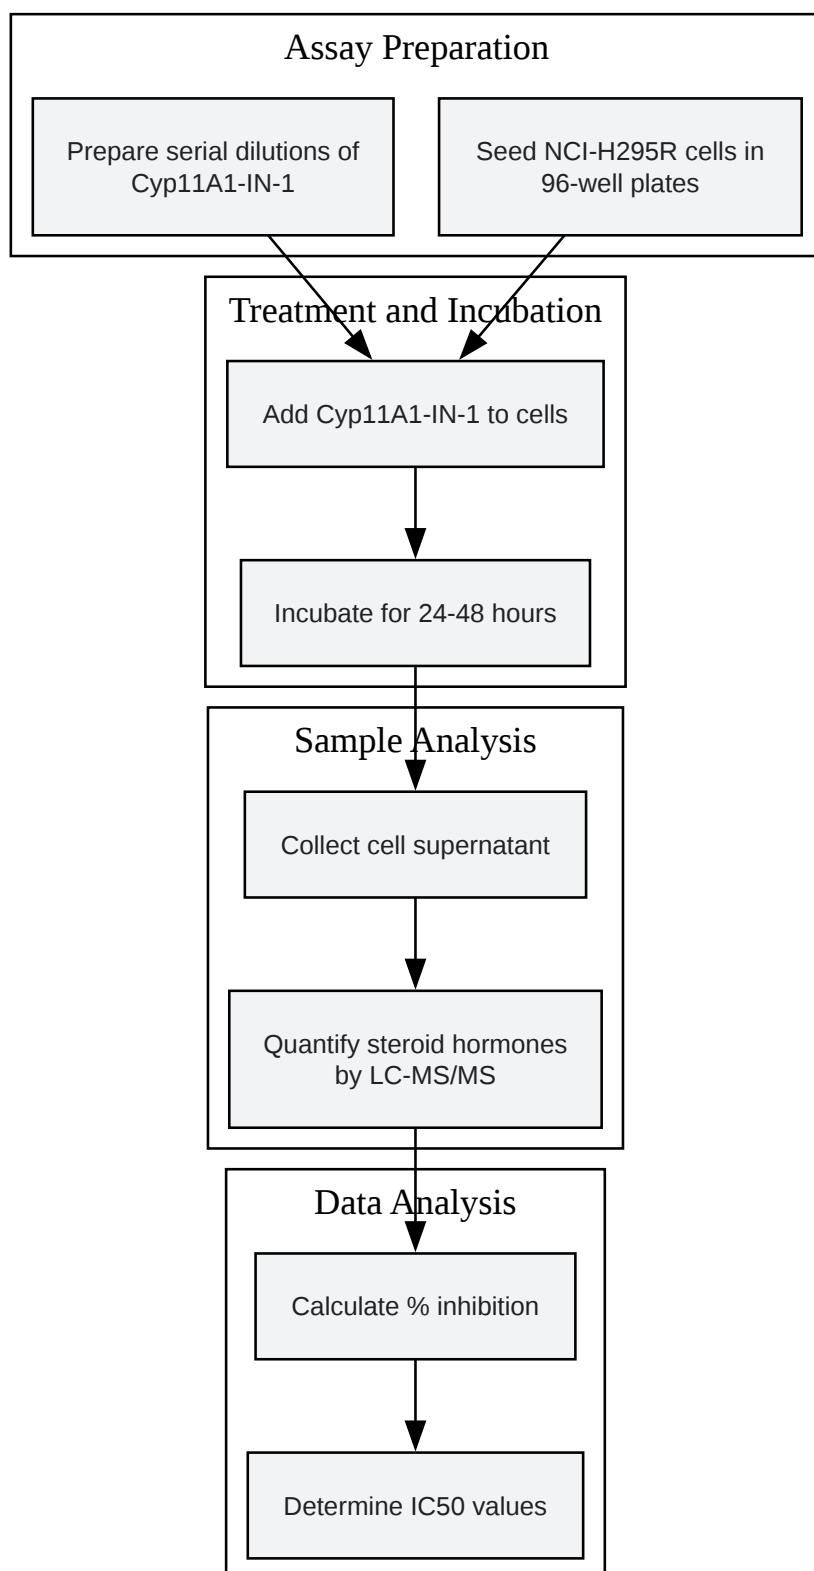 Assay Preparation
Prepare serial dilutions of
Cyp11A1-IN-1
Seed NCI-H295R cells in
96-well plates
Treatment and Incubation
Add Cyp11A1-IN-1 to cells
Incubate for 24-48 hours
Sample Analysis
Collect cell supernatant
Quantify steroid hormones
by LC-MS/MS
Data Analysis
Calculate % inhibition
Determine IC50 values